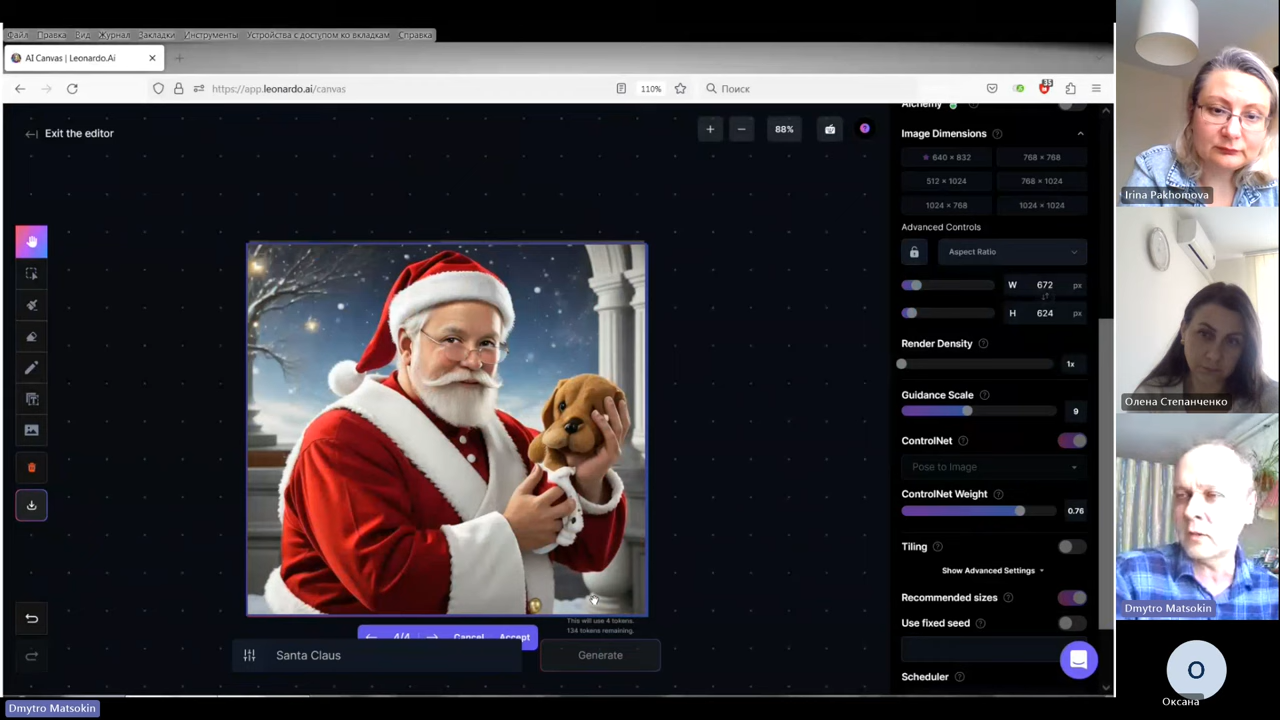 Файл Правка Вид Журнал Закладки Инструменты Устройства с доступом ко вкладкам Справка
AI Canvas | Leonardo.Ai
https://app.leonardo.ai/canvas
110%
Поиск
35
Exit the editor
88%
Alchemy
Image Dimensions
640 × 832
768 × 768
512 × 1024
768 × 1024
1024 × 768
1024 × 1024
Advanced Controls
Aspect Ratio
W 672 px
H 624 px
Render Density
1x
Guidance Scale
9
ControlNet
Pose to Image
ControlNet Weight
0.76
Tiling
Show Advanced Settings
Recommended sizes
Use fixed seed
Scheduler
This will use 4 tokens.
134 tokens remaining.
4/4 Cancel Accept
Santa Claus
Generate
Dmytro Matsokin
Irina Pakhomova
Олена Степанченко
Dmytro Matsokin
O
Оксана